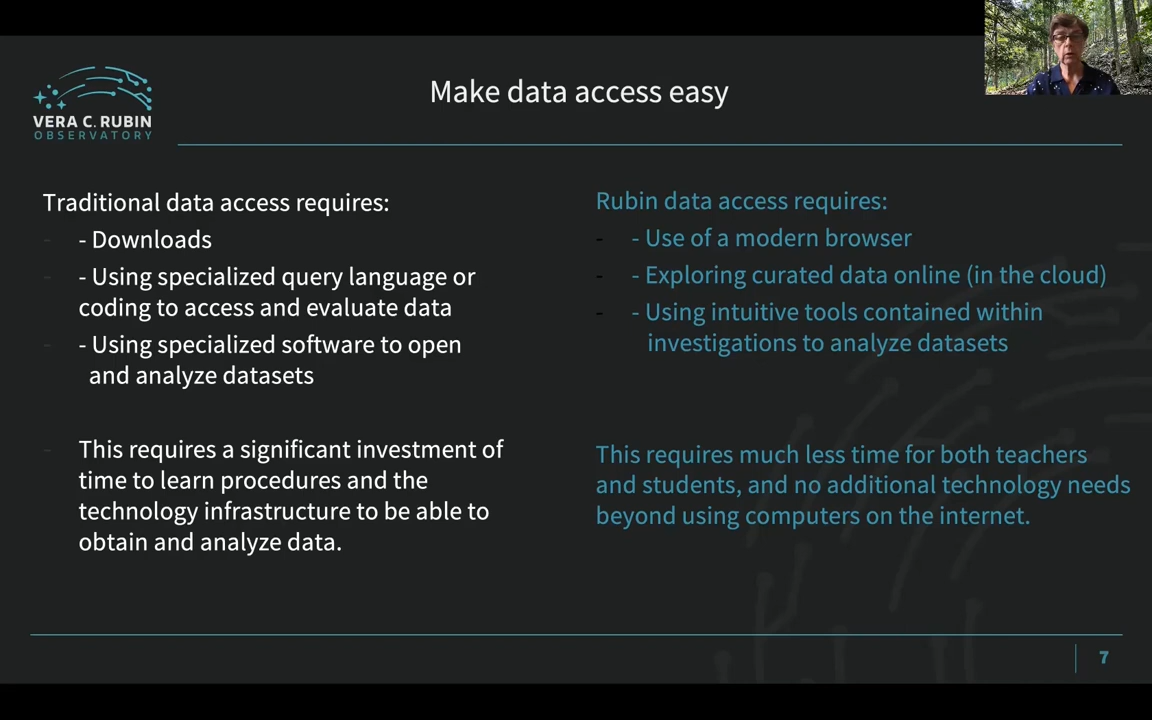 VERA C. RUBIN
OBSERVATORY
Make data access easy
Traditional data access requires:
- - Downloads
- - Using specialized query language or
coding to access and evaluate data
- - Using specialized software to open
and analyze datasets
- This requires a significant investment of
time to learn procedures and the
technology infrastructure to be able to
obtain and analyze data.
Rubin data access requires:
- - Use of a modern browser
- - Exploring curated data online (in the cloud)
- - Using intuitive tools contained within
investigations to analyze datasets
This requires much less time for both teachers
and students, and no additional technology needs
beyond using computers on the internet.
7